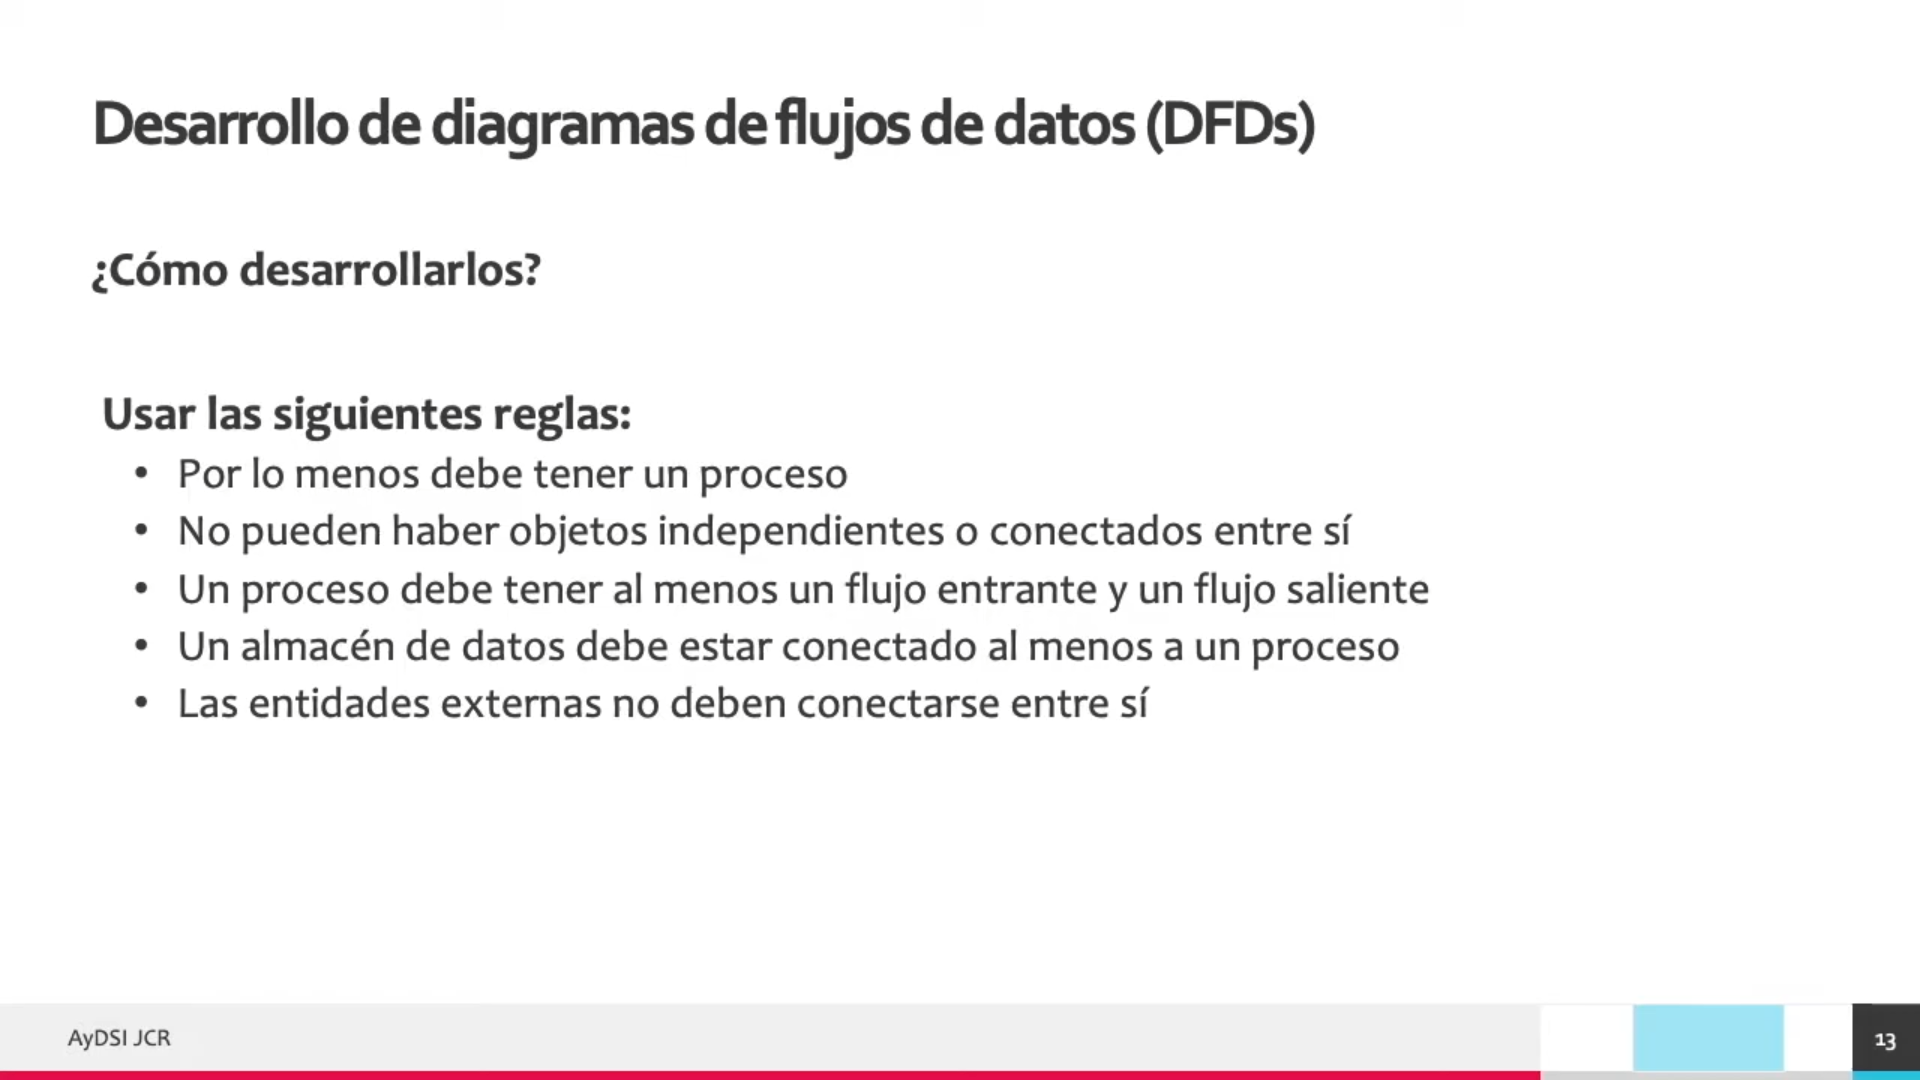 Desarrollo de diagramas de flujos de datos (DFDs)
¿Cómo desarrollarlos?
Usar las siguientes reglas:
• Por lo menos debe tener un proceso
• No pueden haber objetos independientes o conectados entre sí
• Un proceso debe tener al menos un flujo entrante y un flujo saliente
• Un almacén de datos debe estar conectado al menos a un proceso
• Las entidades externas no deben conectarse entre sí
AyDSI JCR
13